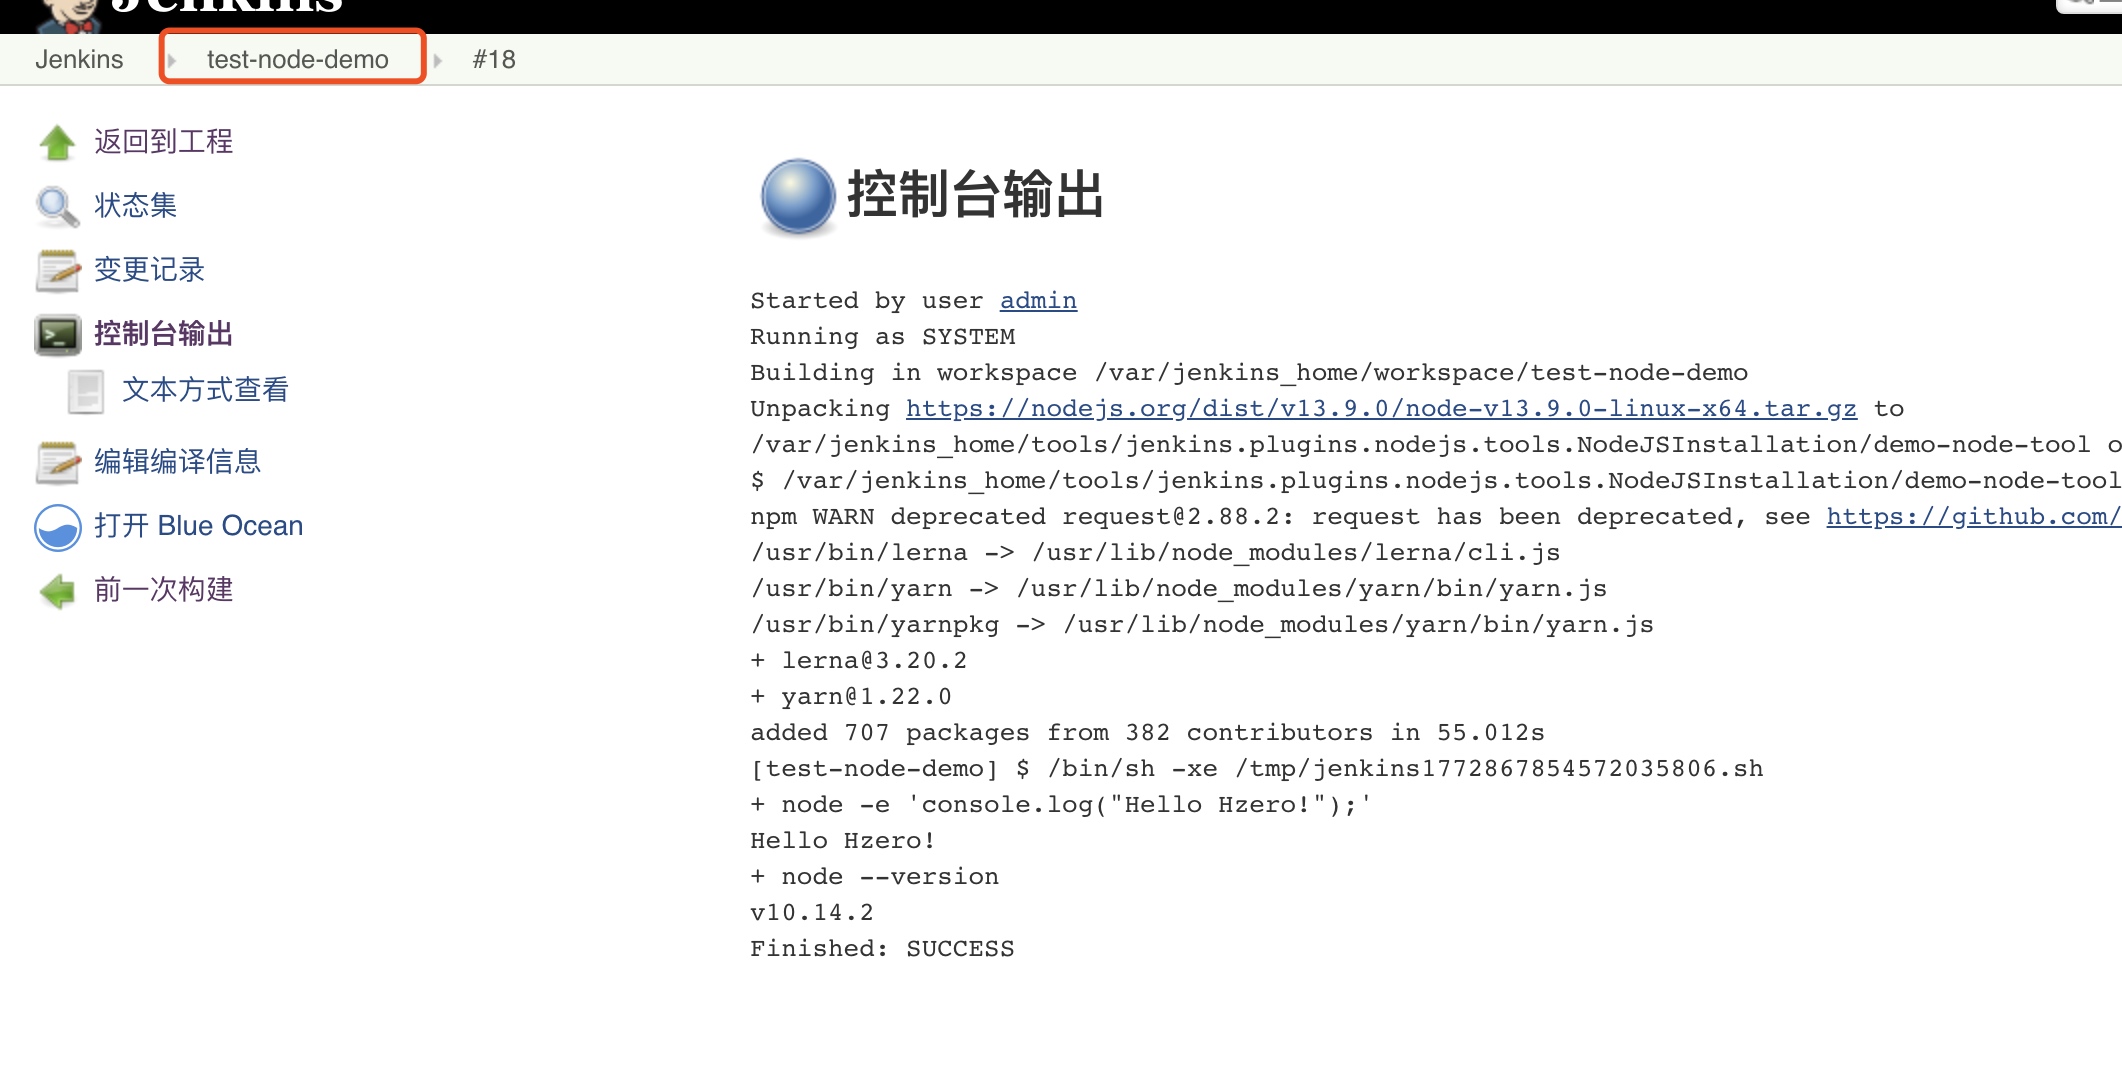 Jenkins
Jenkins test-node-demo #18
返回到工程
状态集
变更记录
控制台输出
文本方式查看
编辑编译信息
打开 Blue Ocean
前一次构建
控制台输出
Started by user admin
Running as SYSTEM
Building in workspace /var/jenkins_home/workspace/test-node-demo
Unpacking https://nodejs.org/dist/v13.9.0/node-v13.9.0-linux-x64.tar.gz to
/var/jenkins_home/tools/jenkins.plugins.nodejs.tools.NodeJSInstallation/demo-node-tool o
$ /var/jenkins_home/tools/jenkins.plugins.nodejs.tools.NodeJSInstallation/demo-node-tool
npm WARN deprecated request@2.88.2: request has been deprecated, see https://github.com/
/usr/bin/lerna -> /usr/lib/node_modules/lerna/cli.js
/usr/bin/yarn -> /usr/lib/node_modules/yarn/bin/yarn.js
/usr/bin/yarnpkg -> /usr/lib/node_modules/yarn/bin/yarn.js
+ lerna@3.20.2
+ yarn@1.22.0
added 707 packages from 382 contributors in 55.012s
[test-node-demo] $ /bin/sh -xe /tmp/jenkins1772867854572035806.sh
+ node -e 'console.log("Hello Hzero!");'
Hello Hzero!
+ node --version
v10.14.2
Finished: SUCCESS